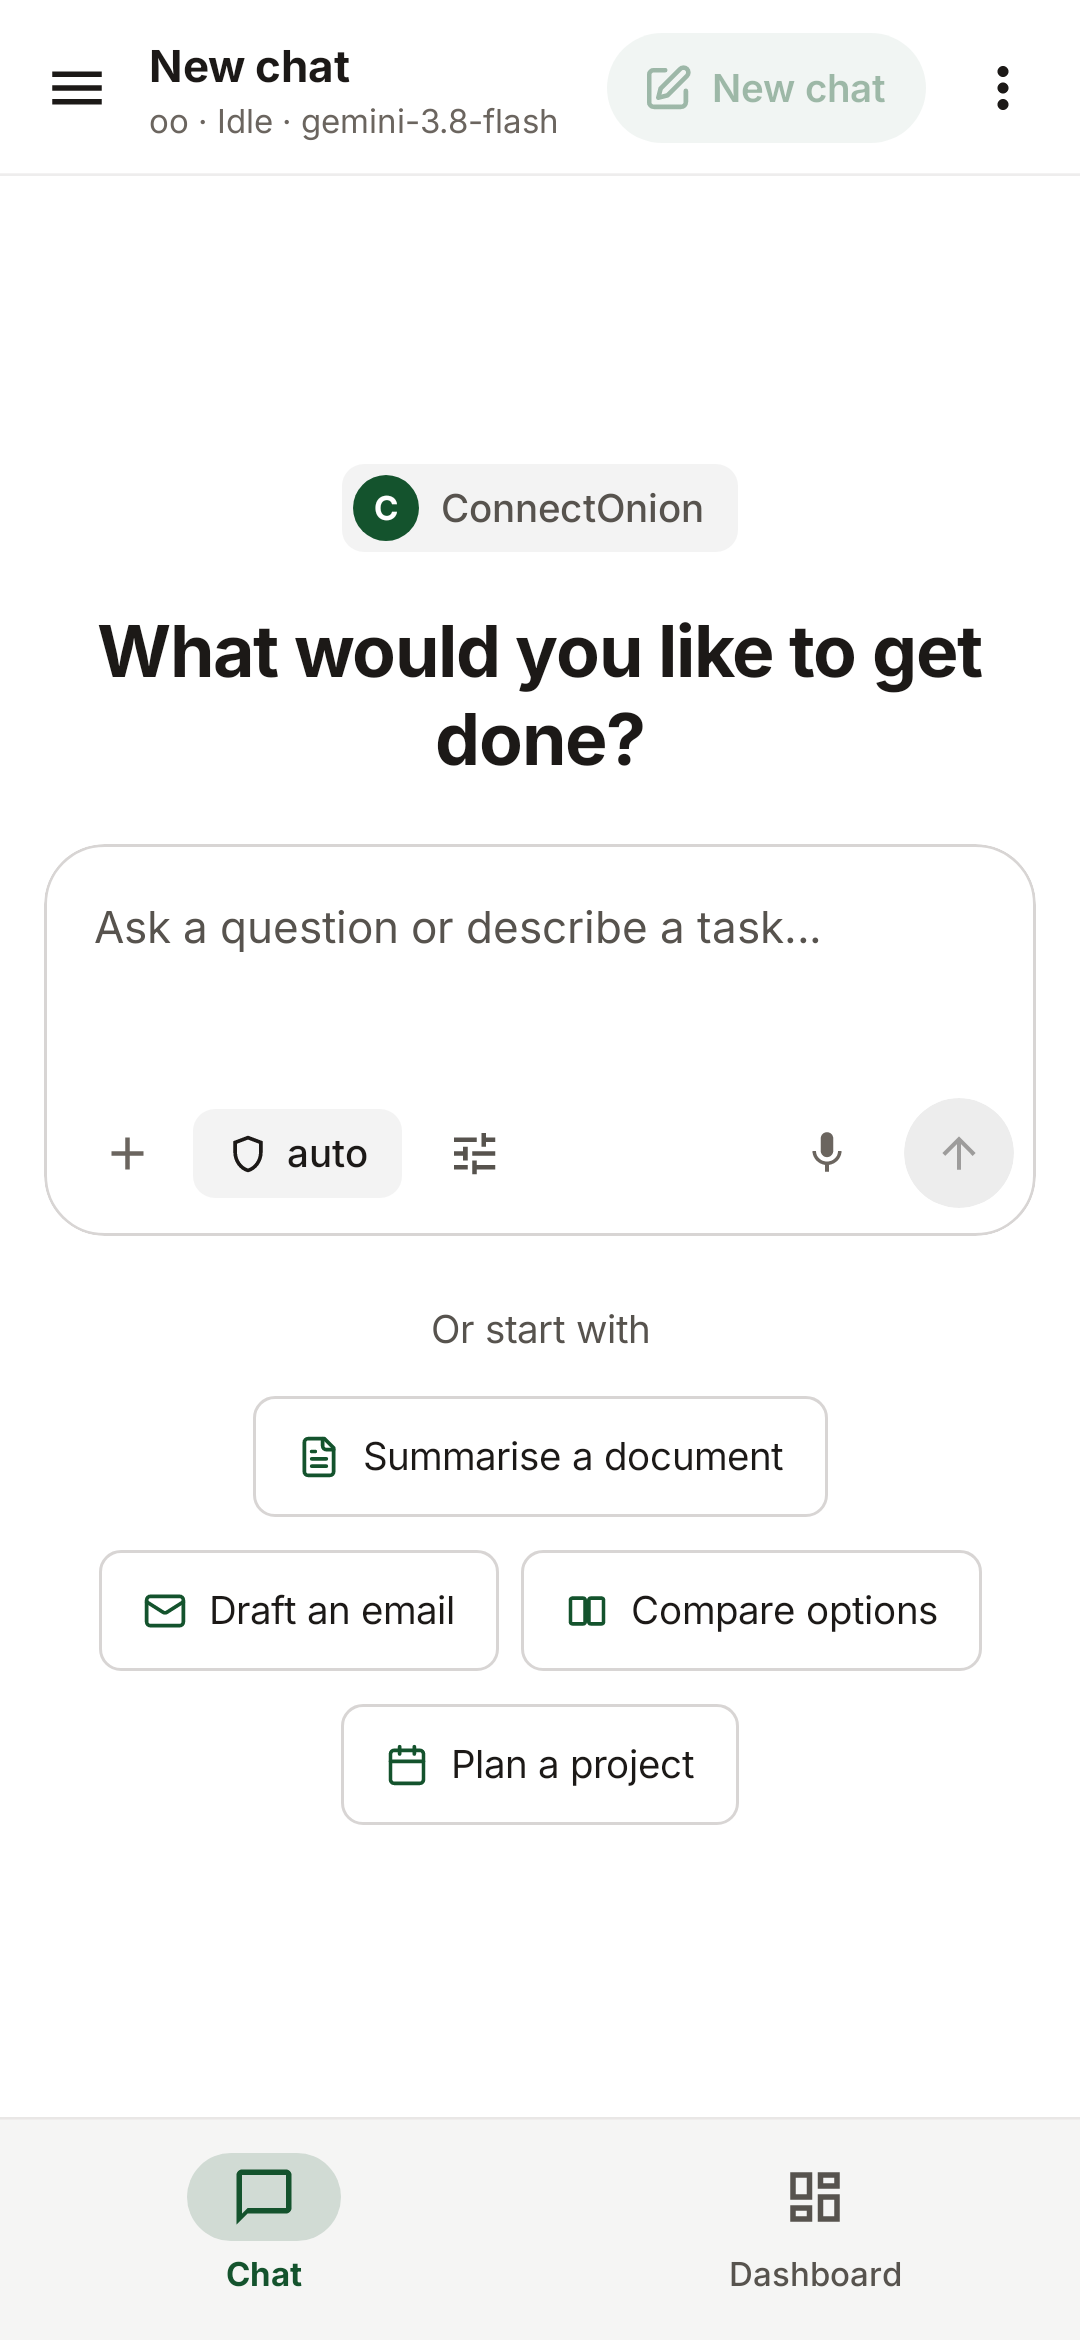 New chat
oo · Idle · gemini-3.8-flash
New chat
C ConnectOnion
What would you like to get
done?
Ask a question or describe a task...
auto
Or start with
Summarise a document
Draft an email
Compare options
Plan a project
Chat
Dashboard